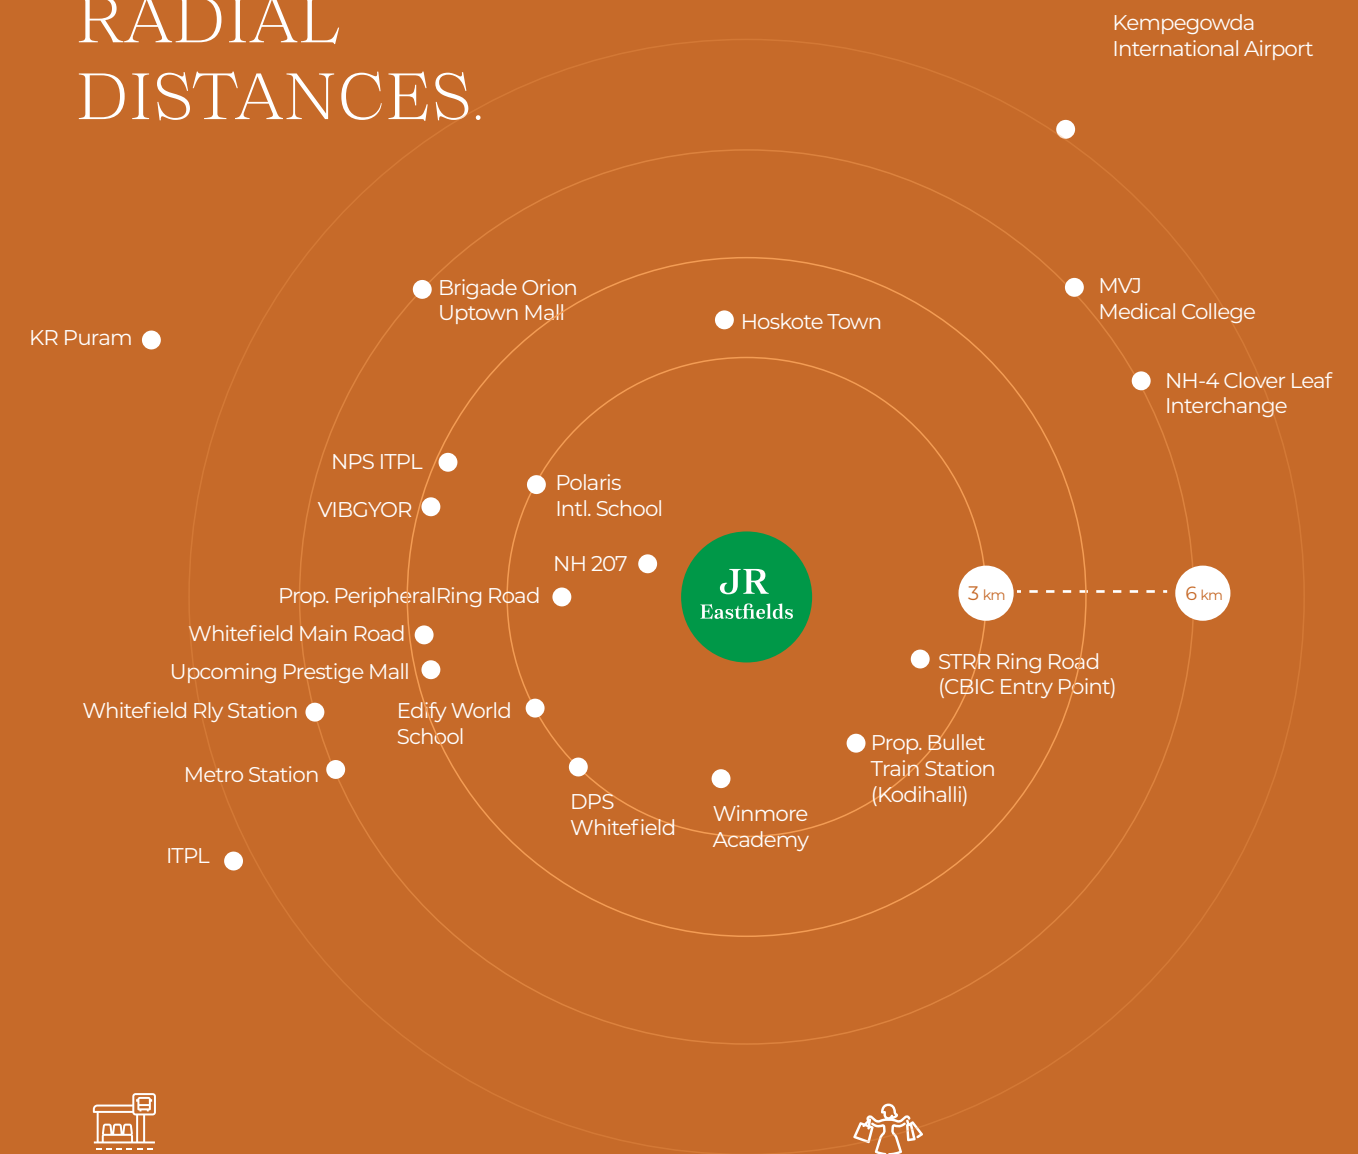 RADIAL
DISTANCES.
Kempegowda
International Airport
Brigade Orion
Uptown Mall
MVJ
Medical College
Hoskote Town
KR Puram
NH-4 Clover Leaf
Interchange
NPS ITPL
Polaris
Intl. School
VIBGYOR
NH 207
JR
Eastfields
3 km
6 km
Prop. PeripheralRing Road
Whitefield Main Road
STRR Ring Road
(CBIC Entry Point)
Upcoming Prestige Mall
Whitefield Rly Station
Edify World
School
Prop. Bullet
Train Station
(Kodihalli)
Metro Station
DPS
Whitefield
Winmore
Academy
ITPL